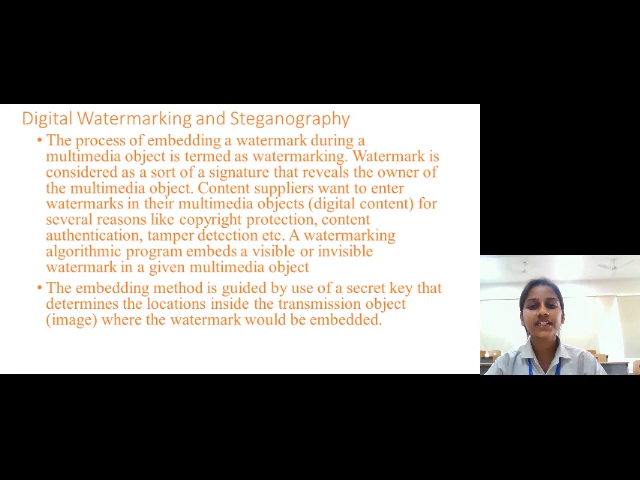 Digital Watermarking and Steganography
• The process of embedding a watermark during a
multimedia object is termed as watermarking. Watermark is
considered as a sort of a signature that reveals the owner of
the multimedia object. Content suppliers want to enter
watermarks in their multimedia objects (digital content) for
several reasons like copyright protection, content
authentication, tamper detection etc. A watermarking
algorithmic program embeds a visible or invisible
watermark in a given multimedia object
• The embedding method is guided by use of a secret key that
determines the locations inside the transmission object
(image) where the watermark would be embedded.